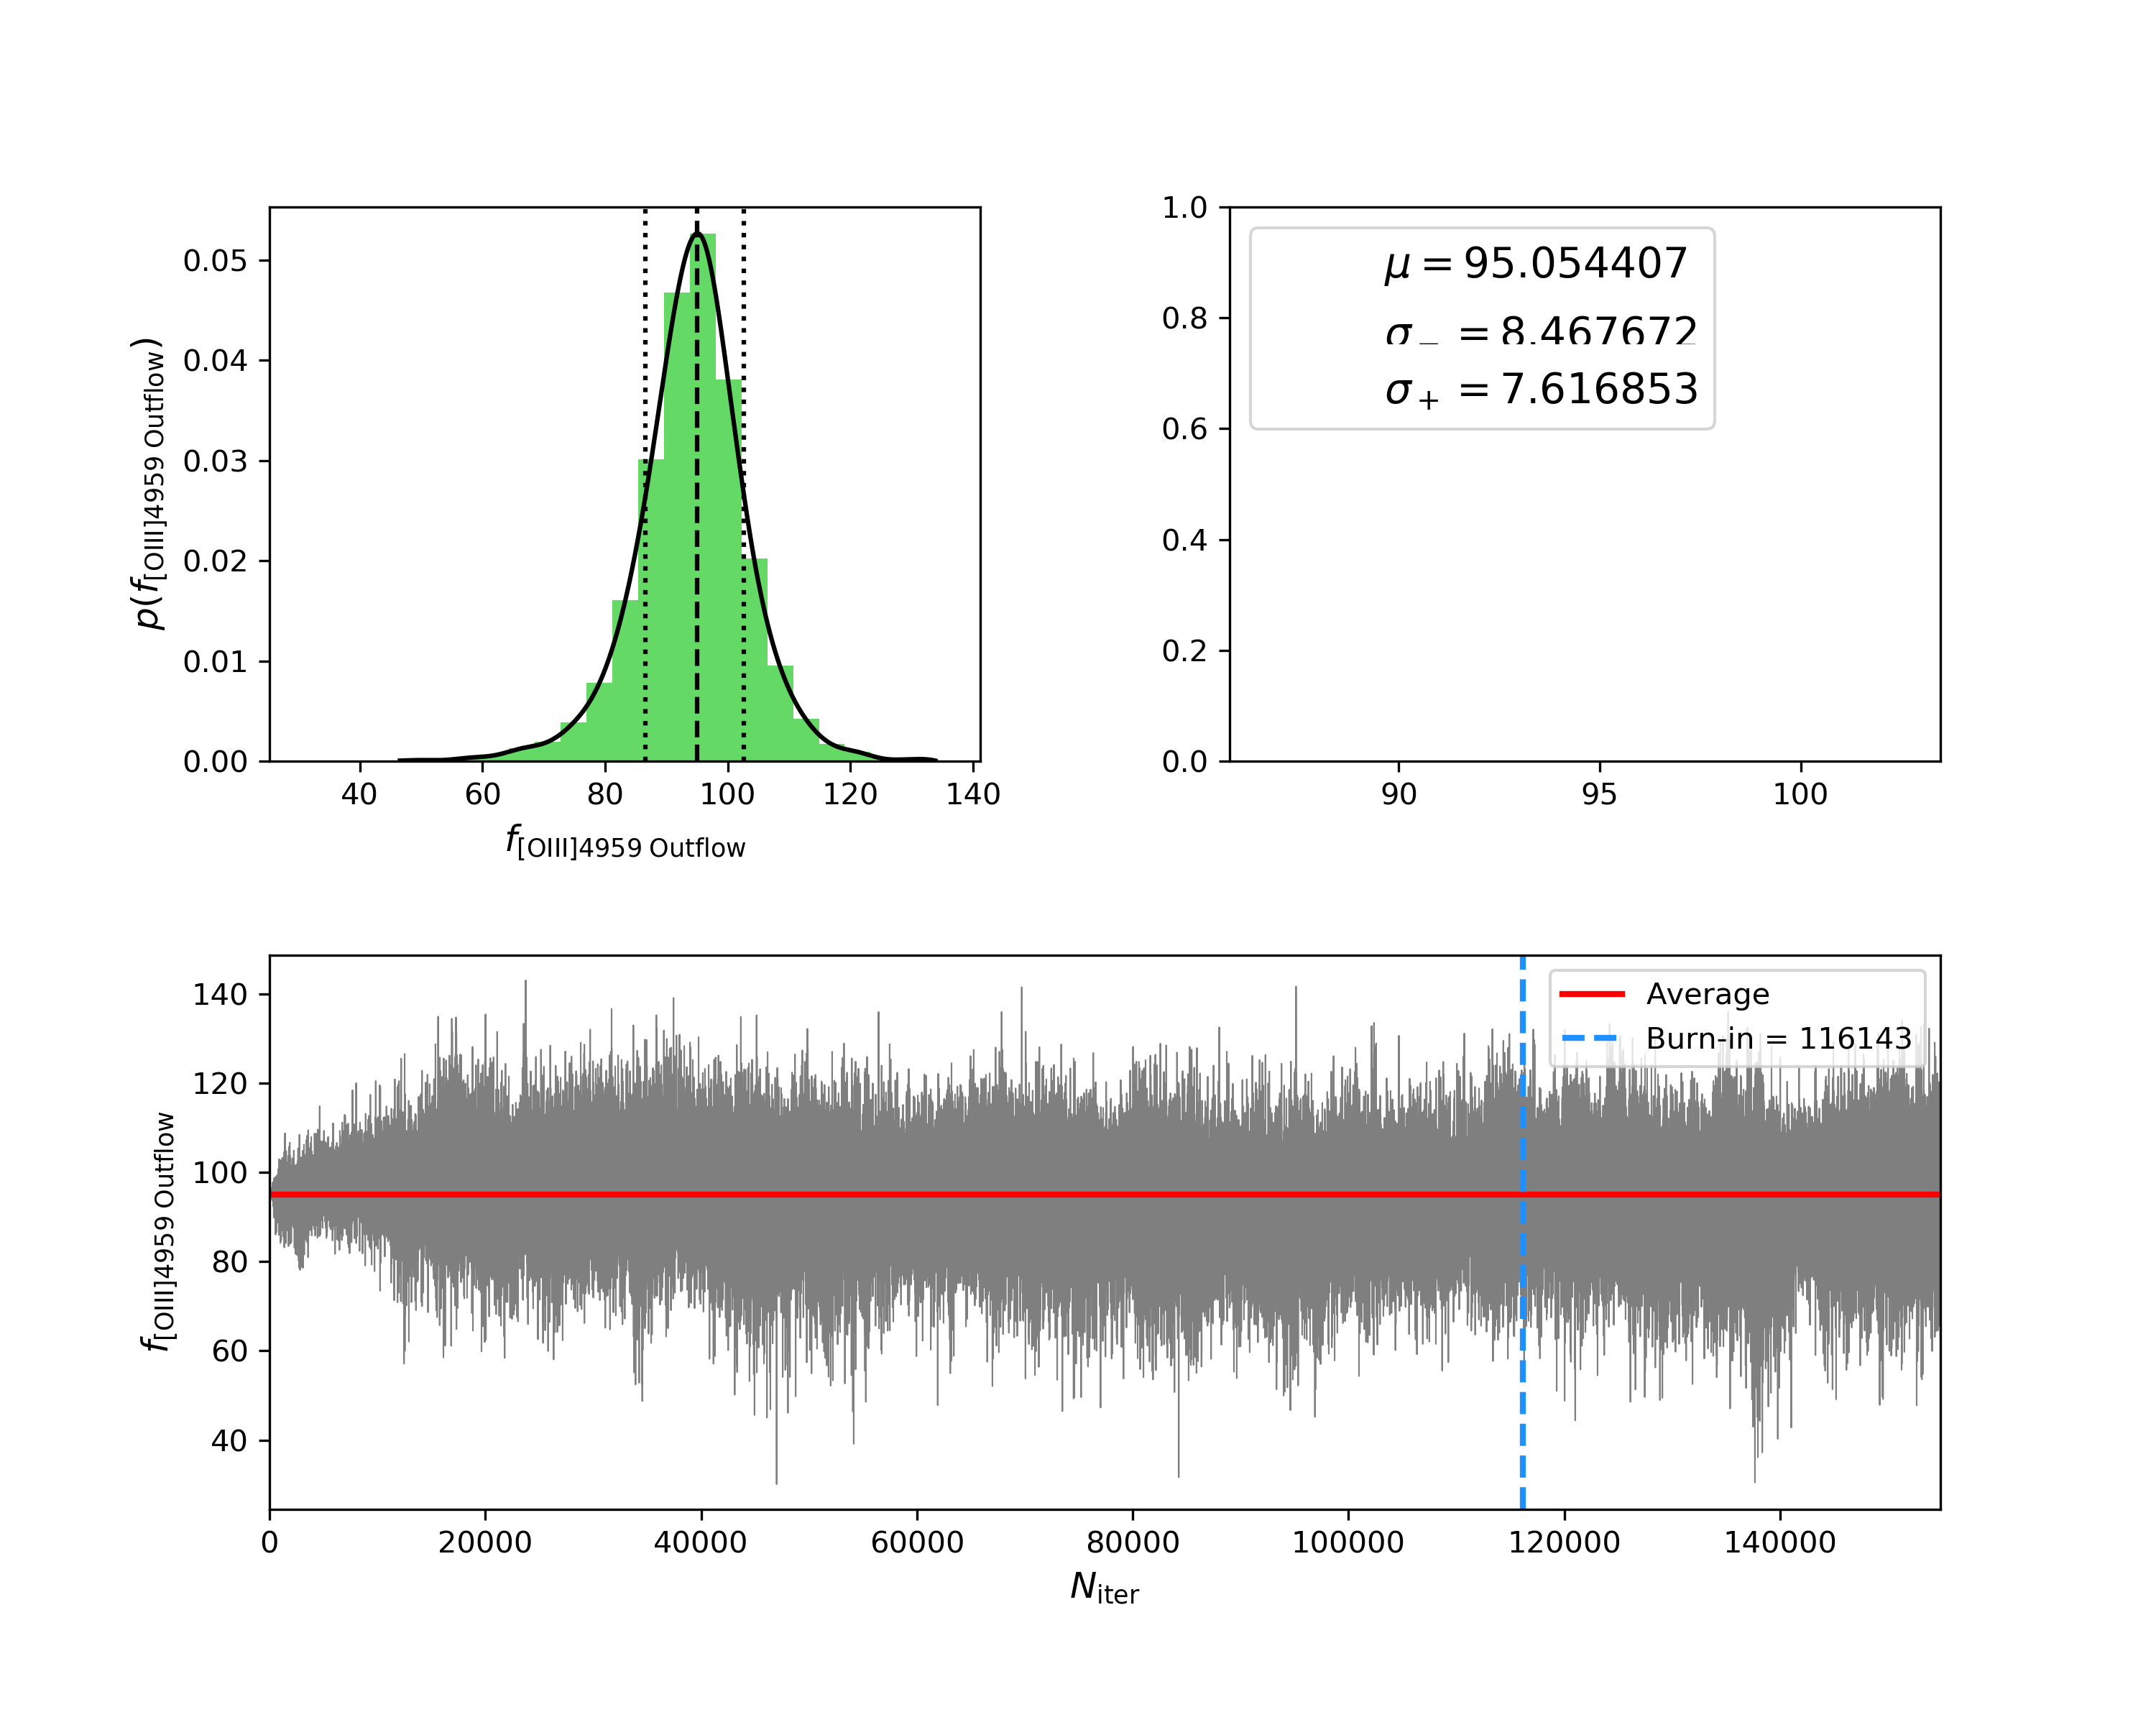 0.05
0.04
0.03
0.02
0.01
0.00
p(f[OIII]4959 Outflow)
40 60 80 100 120 140
f[OIII]4959 Outflow
1.0
0.8
0.6
0.4
0.2
0.0
μ = 95.054407
σ− = 8.467672
σ+ = 7.616853
90 95 100
140
120
100
80
60
40
f[OIII]4959 Outflow
Average
Burn-in = 116143
0 20000 40000 60000 80000 100000 120000 140000
Niter